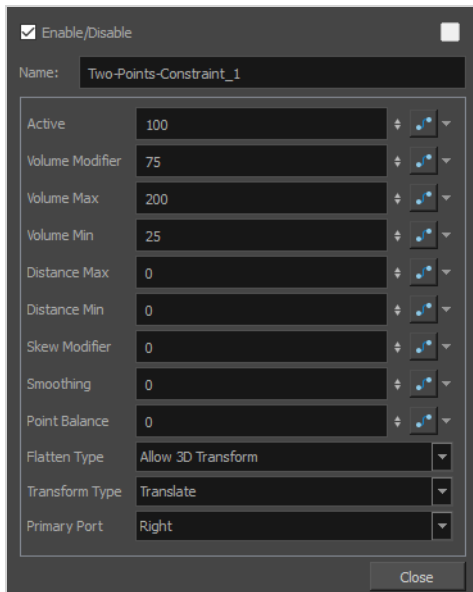 Enable/Disable
Name: Two-Points-Constraint_1
Active 100
Volume Modifier 75
Volume Max 200
Volume Min 25
Distance Max 0
Distance Min 0
Skew Modifier 0
Smoothing 0
Point Balance 0
Flatten Type Allow 3D Transform
Transform Type Translate
Primary Port Right
Close